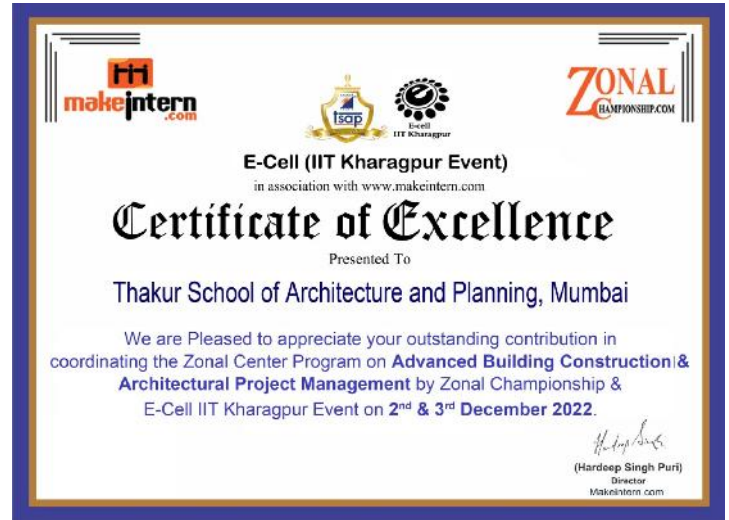 makeintern
.com
ZONAL
CHAMPIONSHIP.COM
tsap
E-cell
IIT Kharagpur
E-Cell (IIT Kharagpur Event)
in association with www.makeintern.com
Certificate of Excellence
Presented To
Thakur School of Architecture and Planning, Mumbai
We are Pleased to appreciate your outstanding contribution in
coordinating the Zonal Center Program on Advanced Building Construction &
Architectural Project Management by Zonal Championship &
E-Cell IIT Kharagpur Event on 2nd & 3rd December 2022.
(Hardeep Singh Puri)
Director
Makeintern.com